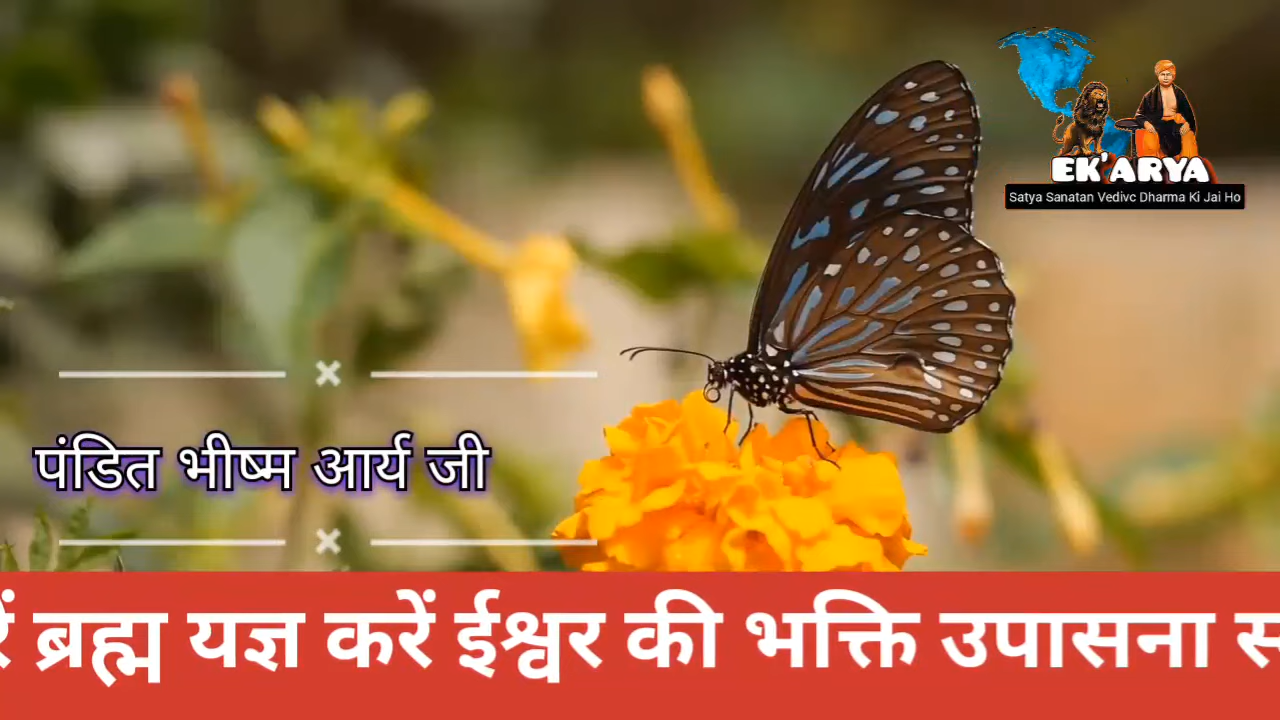 EK'ARYA
Satya Sanatan Vedivc Dharma Ki Jai Ho
पंडित भीष्म आर्य जी
ब्रह्म यज्ञ करें ईश्वर की भक्ति उपासना